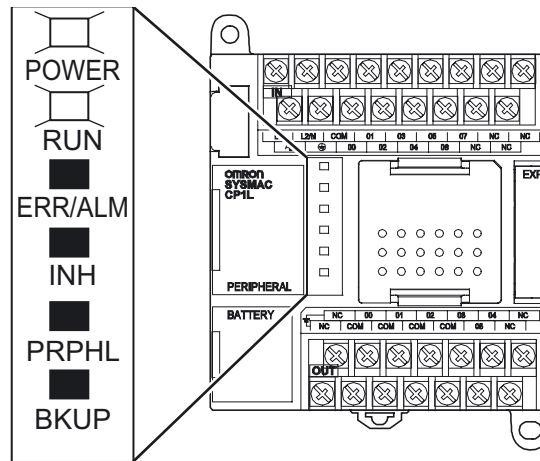 POWER
RUN
ERR/ALM
INH
PRPHL
BKUP
IN
L2/N COM 01 03 05 07 NC NC
00 02 04 06 NC NC
OMRON
SYSMAC
CP1L
EXP
PERIPHERAL
BATTERY
NC 00 01 02 03 04 NC
NC COM COM COM COM 05 NC
OUT